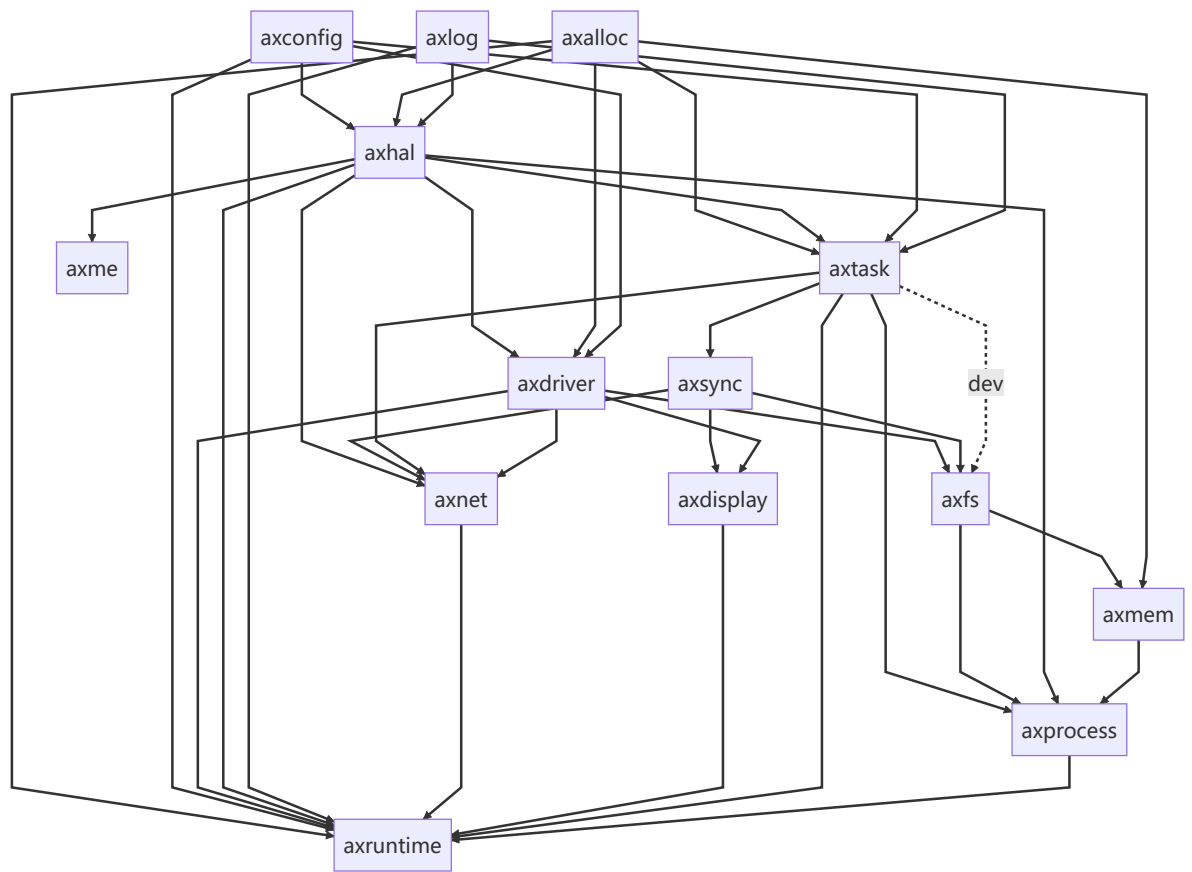 axconfig
axlog
axalloc
axhal
axme
axtask
axdriver
axsync
dev
axnet
axdisplay
axfs
axmem
axprocess
axruntime